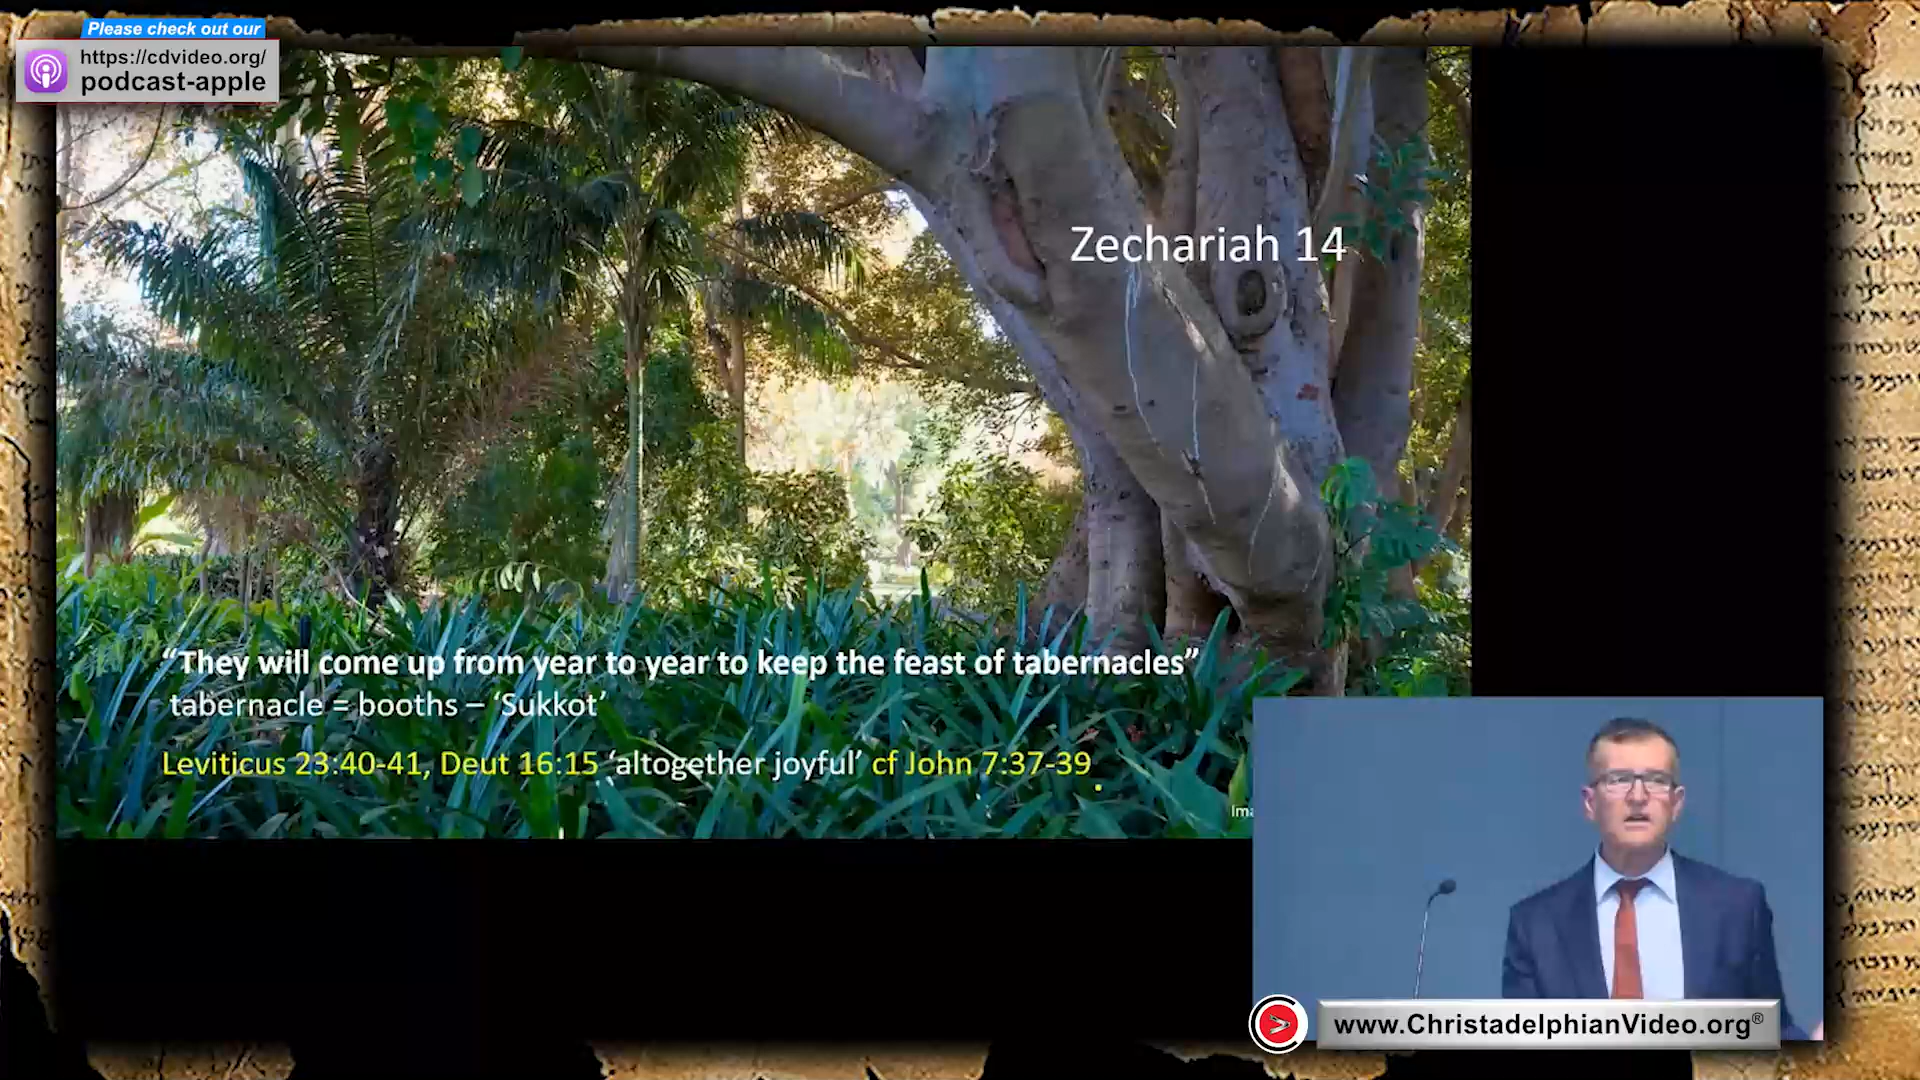 Please check out our
https://cdvideo.org/
podcast-apple
Zechariah 14
“They will come up from year to year to keep the feast of tabernacles”
tabernacle = booths – ‘Sukkot’
Leviticus 23:40-41, Deut 16:15 ‘altogether joyful’ cf John 7:37-39
www.ChristadelphianVideo.org®